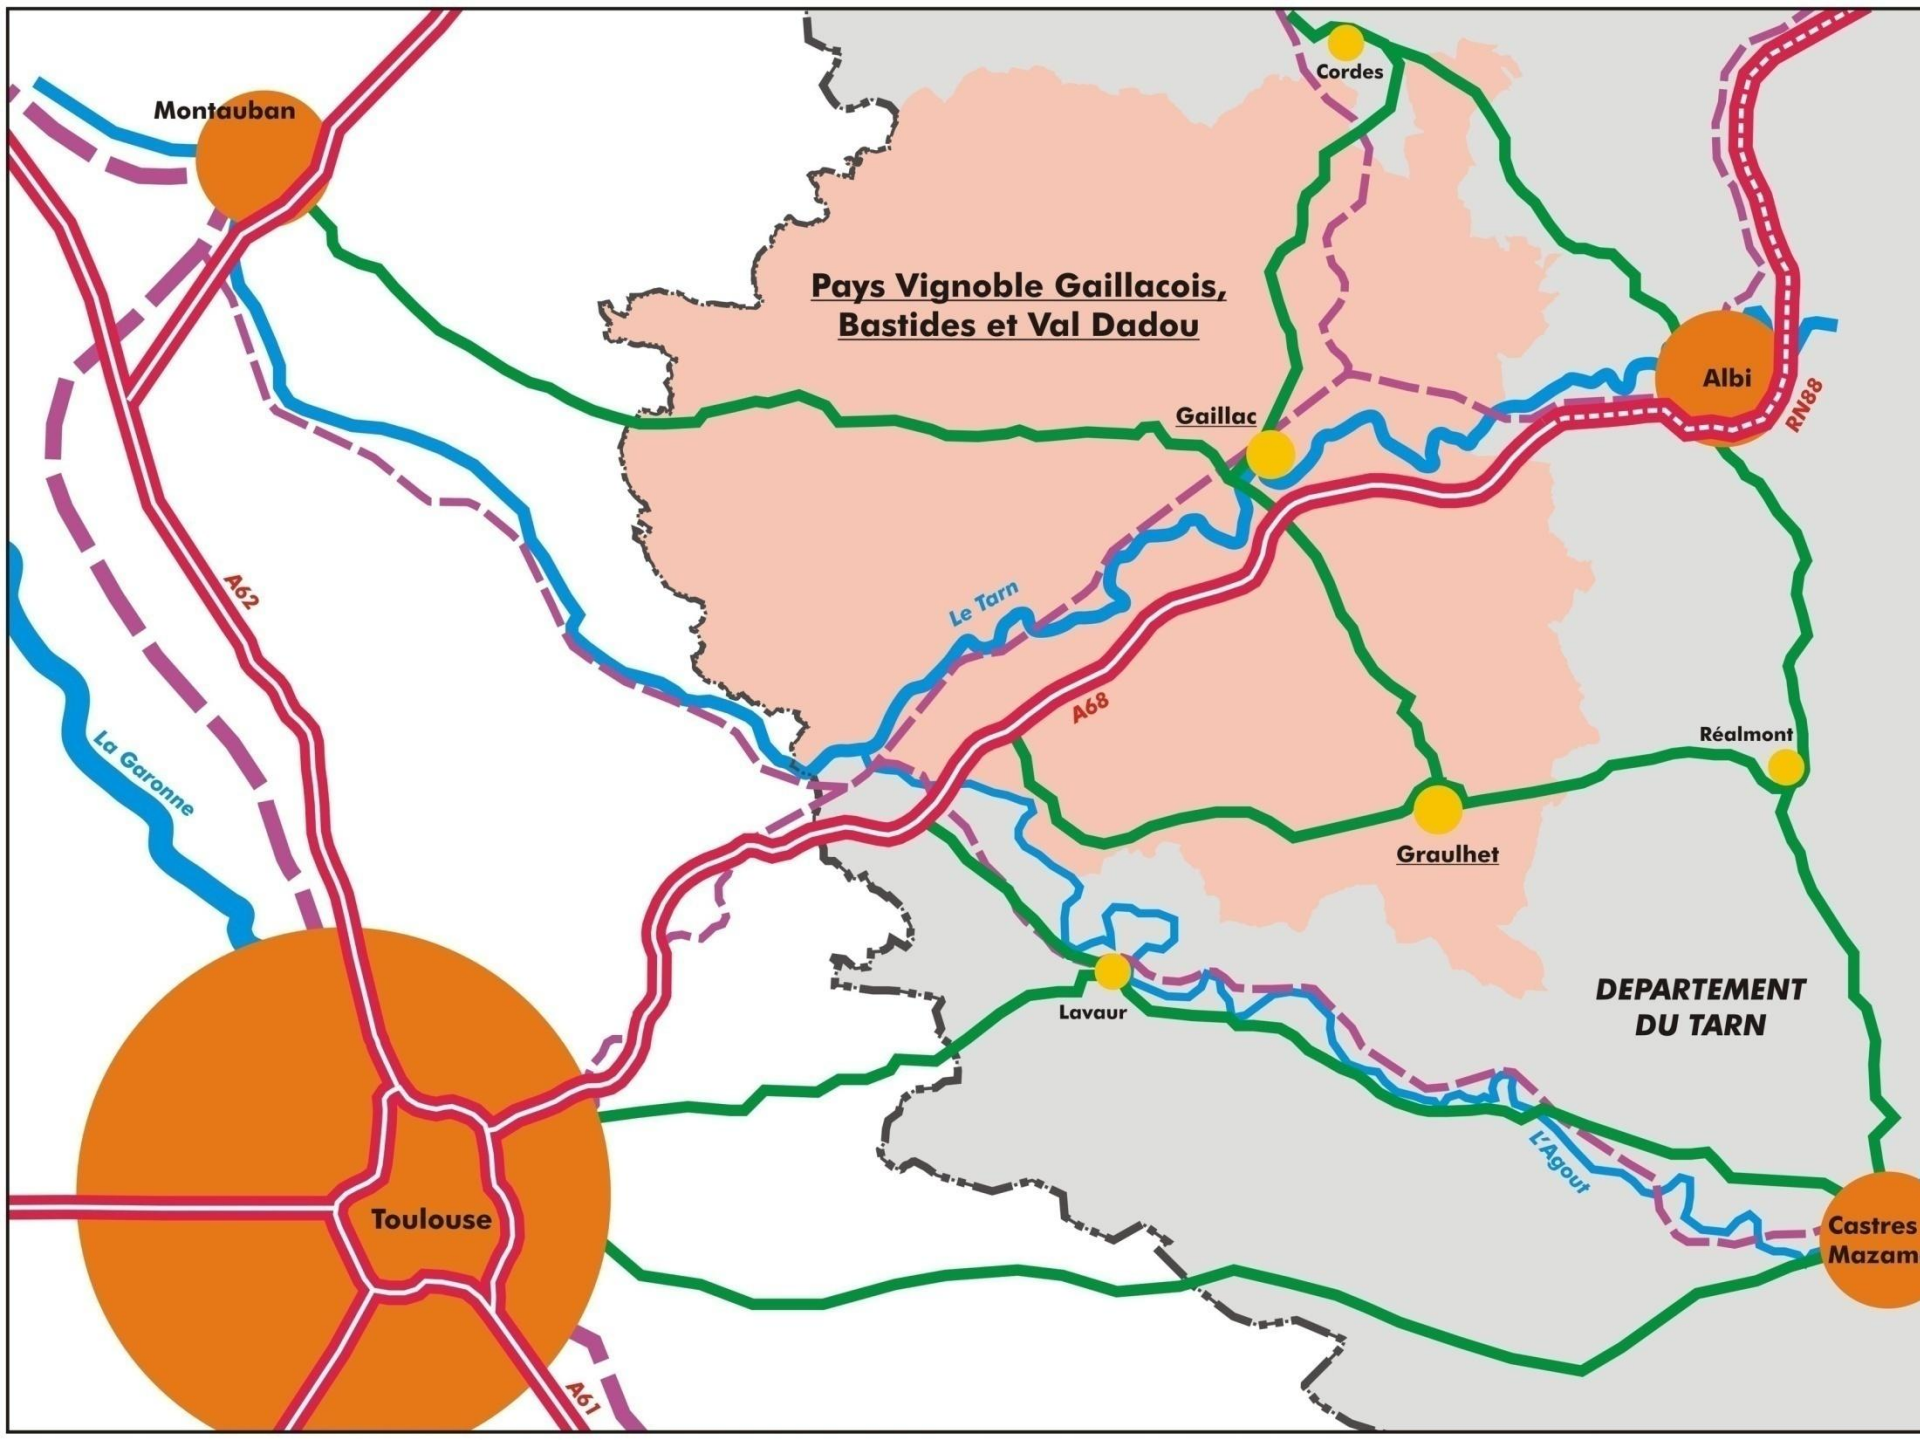 Cordes
Montauban
Pays Vignoble Gaillacois,
Bastides et Val Dadou
Albi
RN88
Gaillac
A62
Le Tarn
A68
Réalmont
La Garonne
Graulhet
DEPARTEMENT
DU TARN
Lavaur
L'Agout
Toulouse
Castres
Mazam
A61